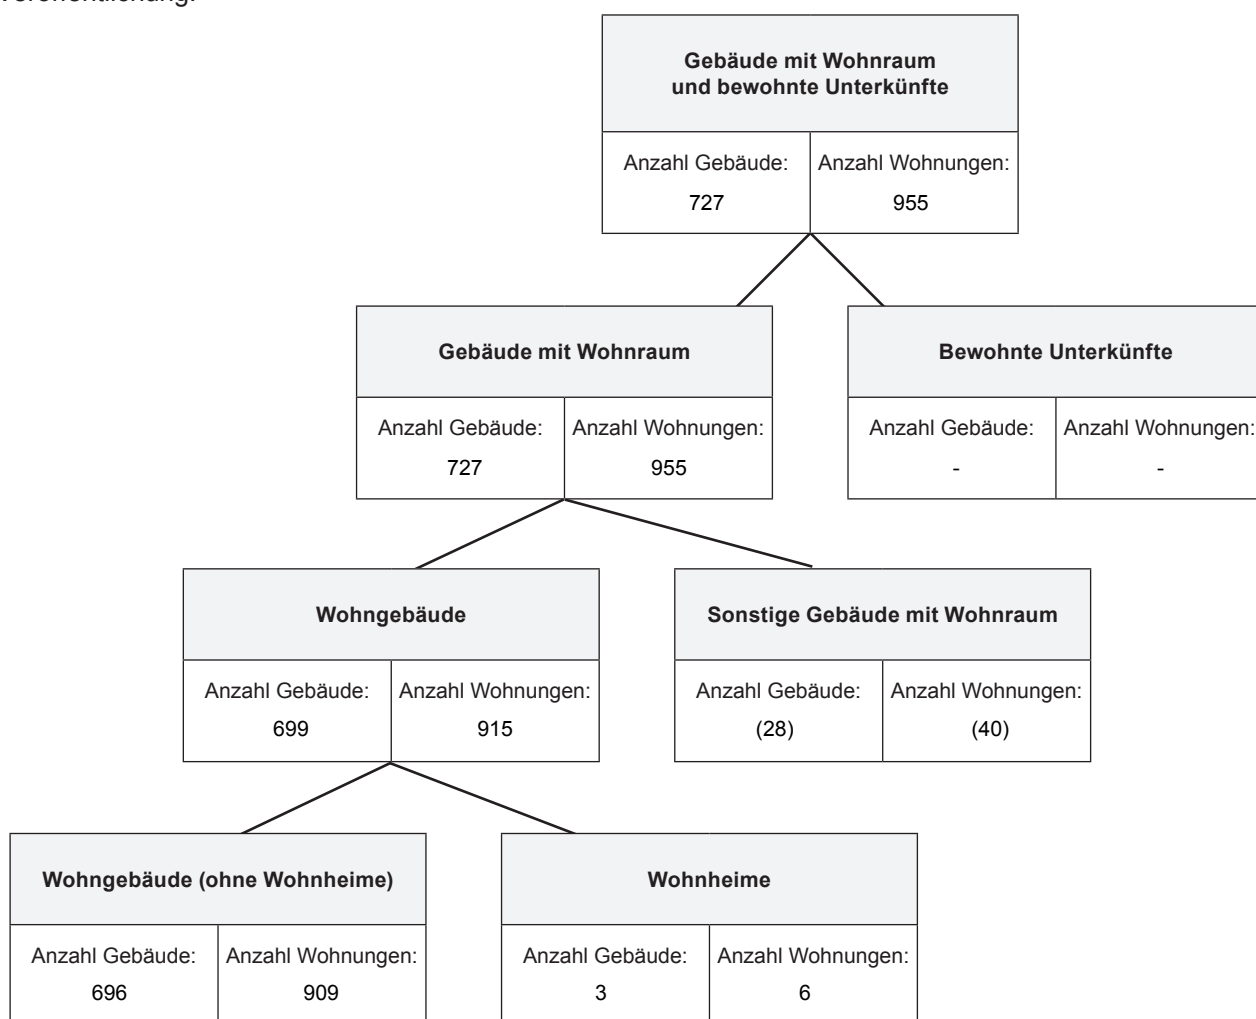 Veröffentlichung.
Gebäude mit Wohnraum
und bewohnte Unterkünfte
Anzahl Gebäude: Anzahl Wohnungen:
727 955
Gebäude mit Wohnraum
Anzahl Gebäude: Anzahl Wohnungen:
727 955
Bewohnte Unterkünfte
Anzahl Gebäude: Anzahl Wohnungen:
- -
Wohngebäude
Anzahl Gebäude: Anzahl Wohnungen:
699 915
Sonstige Gebäude mit Wohnraum
Anzahl Gebäude: Anzahl Wohnungen:
(28) (40)
Wohngebäude (ohne Wohnheime)
Anzahl Gebäude: Anzahl Wohnungen:
696 909
Wohnheime
Anzahl Gebäude: Anzahl Wohnungen:
3 6